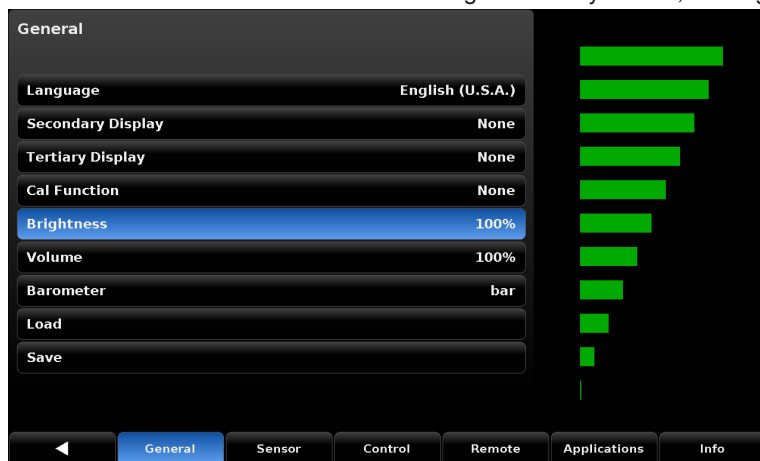 General
Language English (U.S.A.)
Secondary Display None
Tertiary Display None
Cal Function None
Brightness 100%
Volume 100%
Barometer bar
Load
Save
General Sensor Control Remote Applications Info